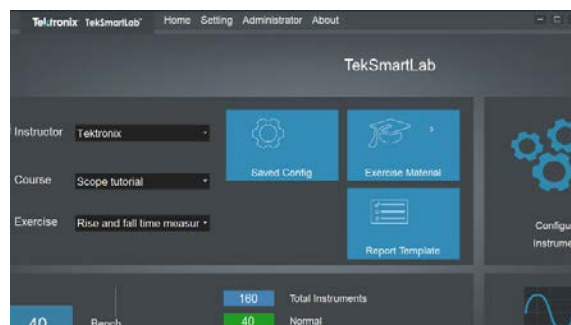 Tektronix TekSmartLab™ Home Setting Administrator About
TekSmartLab
Instructor Tektronix
Course Scope tutorial
Exercise Rise and fall time measur
Saved Config
Exercise Material
Report Template
Configu
Instrume
40 Bench
160 Total Instruments
40 Normal